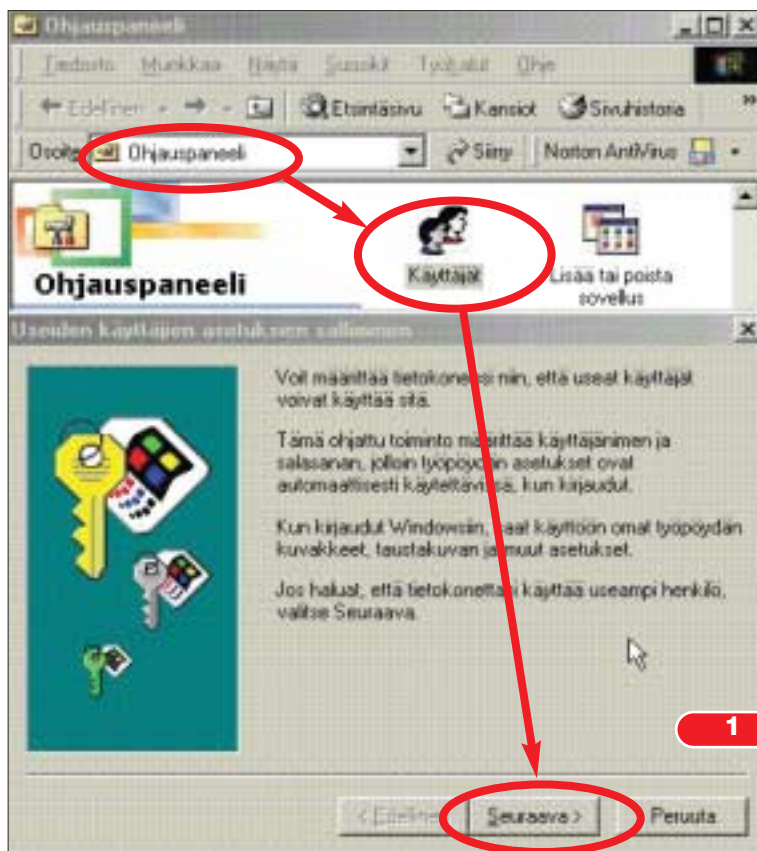 Ohjauspaneeli
Tiedosto Muokkaa Näytä Suosikit Työkalut Ohje
Edellinen Etsintäsivu Kansiot Sivuhistoria »
Osoite Ohjauspaneeli Siirry Norton AntiVirus
Ohjauspaneeli
Käyttäjät
Lisää tai poista
sovellus
Useiden käyttäjien asetuksen salliminen
Voit määrittää tietokoneesi niin, että useat käyttäjät
voivat käyttää sitä.
Tämä ohjattu toiminto määrittää käyttäjänimen ja
salasanan, jolloin työpöydän asetukset ovat
automaattisesti käytettävissä, kun kirjaudut.
Kun kirjaudut Windowsiin, saat käyttöön omat työpöydän
kuvakkeet, taustakuvan ja muut asetukset.
Jos haluat, että tietokonettasi käyttää useampi henkilö,
valitse Seuraava.
1
< Edellinen Seuraava > Peruuta